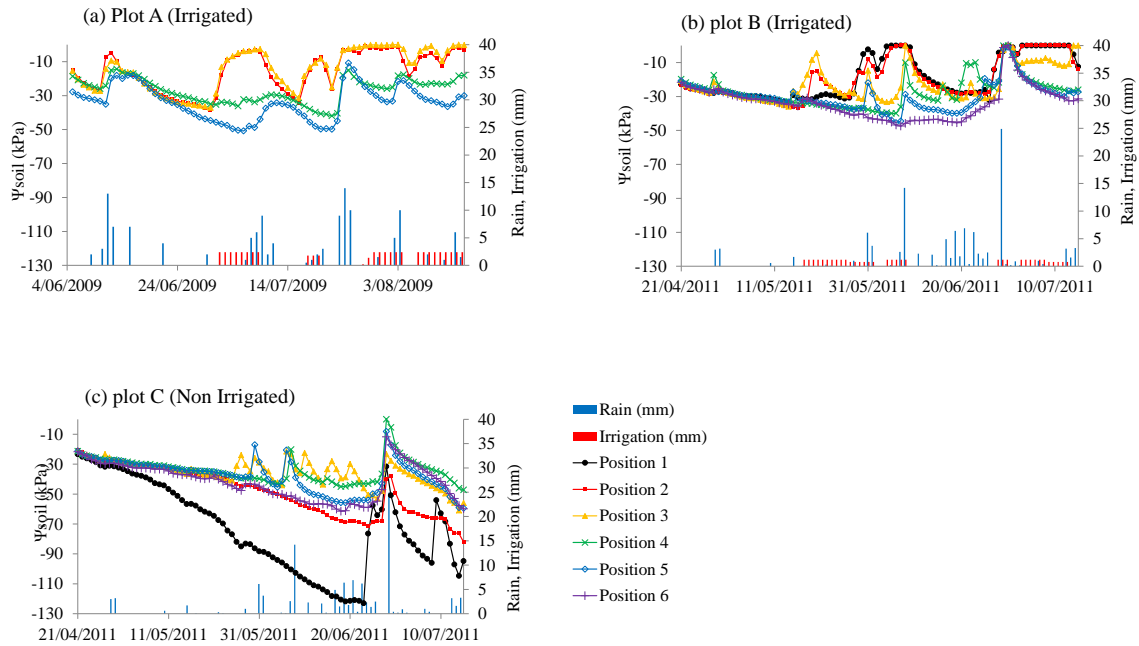 (a) Plot A (Irrigated)
Ψsoil (kPa)
-10
-30
-50
-70
-90
-110
-130
40
35
30
25
20
15
10
5
0
Rain, Irrigation (mm)
4/06/2009 24/06/2009 14/07/2009 3/08/2009
(b) plot B (Irrigated)
Ψsoil (kPa)
-10
-30
-50
-70
-90
-110
-130
40
35
30
25
20
15
10
5
0
Rain, Irrigation (mm)
21/04/2011 11/05/2011 31/05/2011 20/06/2011 10/07/2011
(c) plot C (Non Irrigated)
Ψsoil (kPa)
-10
-30
-50
-70
-90
-110
-130
40
35
30
25
20
15
10
5
0
Rain, Irrigation (mm)
21/04/2011 11/05/2011 31/05/2011 20/06/2011 10/07/2011
Rain (mm)
Irrigation (mm)
Position 1
Position 2
Position 3
Position 4
Position 5
Position 6